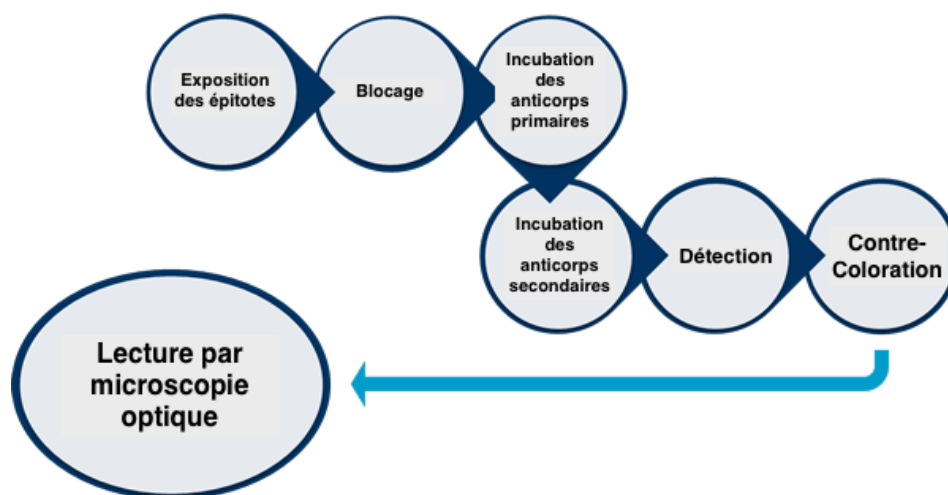 Exposition
des épitotes
Blocage
Incubation
des
anticorps
primaires
Incubation
des
anticorps
secondaires
Détection
Contre-
Coloration
Lecture par
microscopie
optique